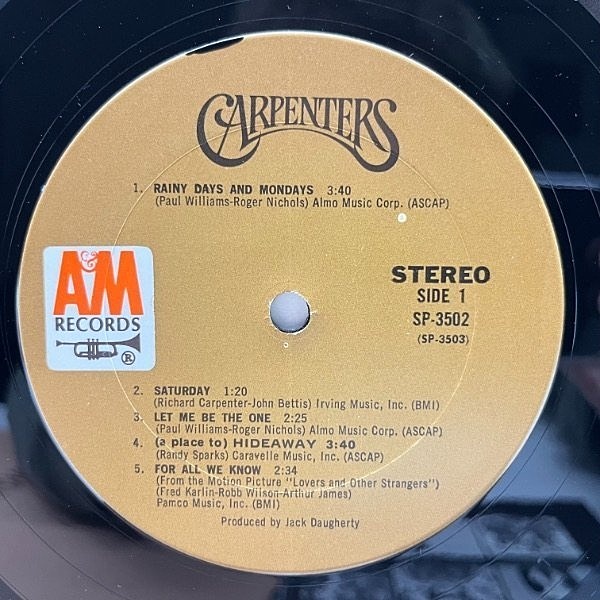 CARPENTERS
1. RAINY DAYS AND MONDAYS 3:40
(Paul Williams-Roger Nichols) Almo Music Corp. (ASCAP)
A&M
RECORDS
®
STEREO
SIDE 1
SP-3502
(SP-3503)
2. SATURDAY 1:20
(Richard Carpenter-John Bettis) Irving Music, Inc. (BMI)
3. LET ME BE THE ONE 2:25
(Paul Williams-Roger Nichols) Almo Music Corp. (ASCAP)
4. (a place to) HIDEAWAY 3:40
(Randy Sparks) Caravelle Music, Inc. (ASCAP)
5. FOR ALL WE KNOW 2:34
(From the Motion Picture "Lovers and Other Strangers")
(Fred Karlin-Robb Wilson-Arthur James)
Pamco Music, Inc. (BMI)
Produced by Jack Daugherty